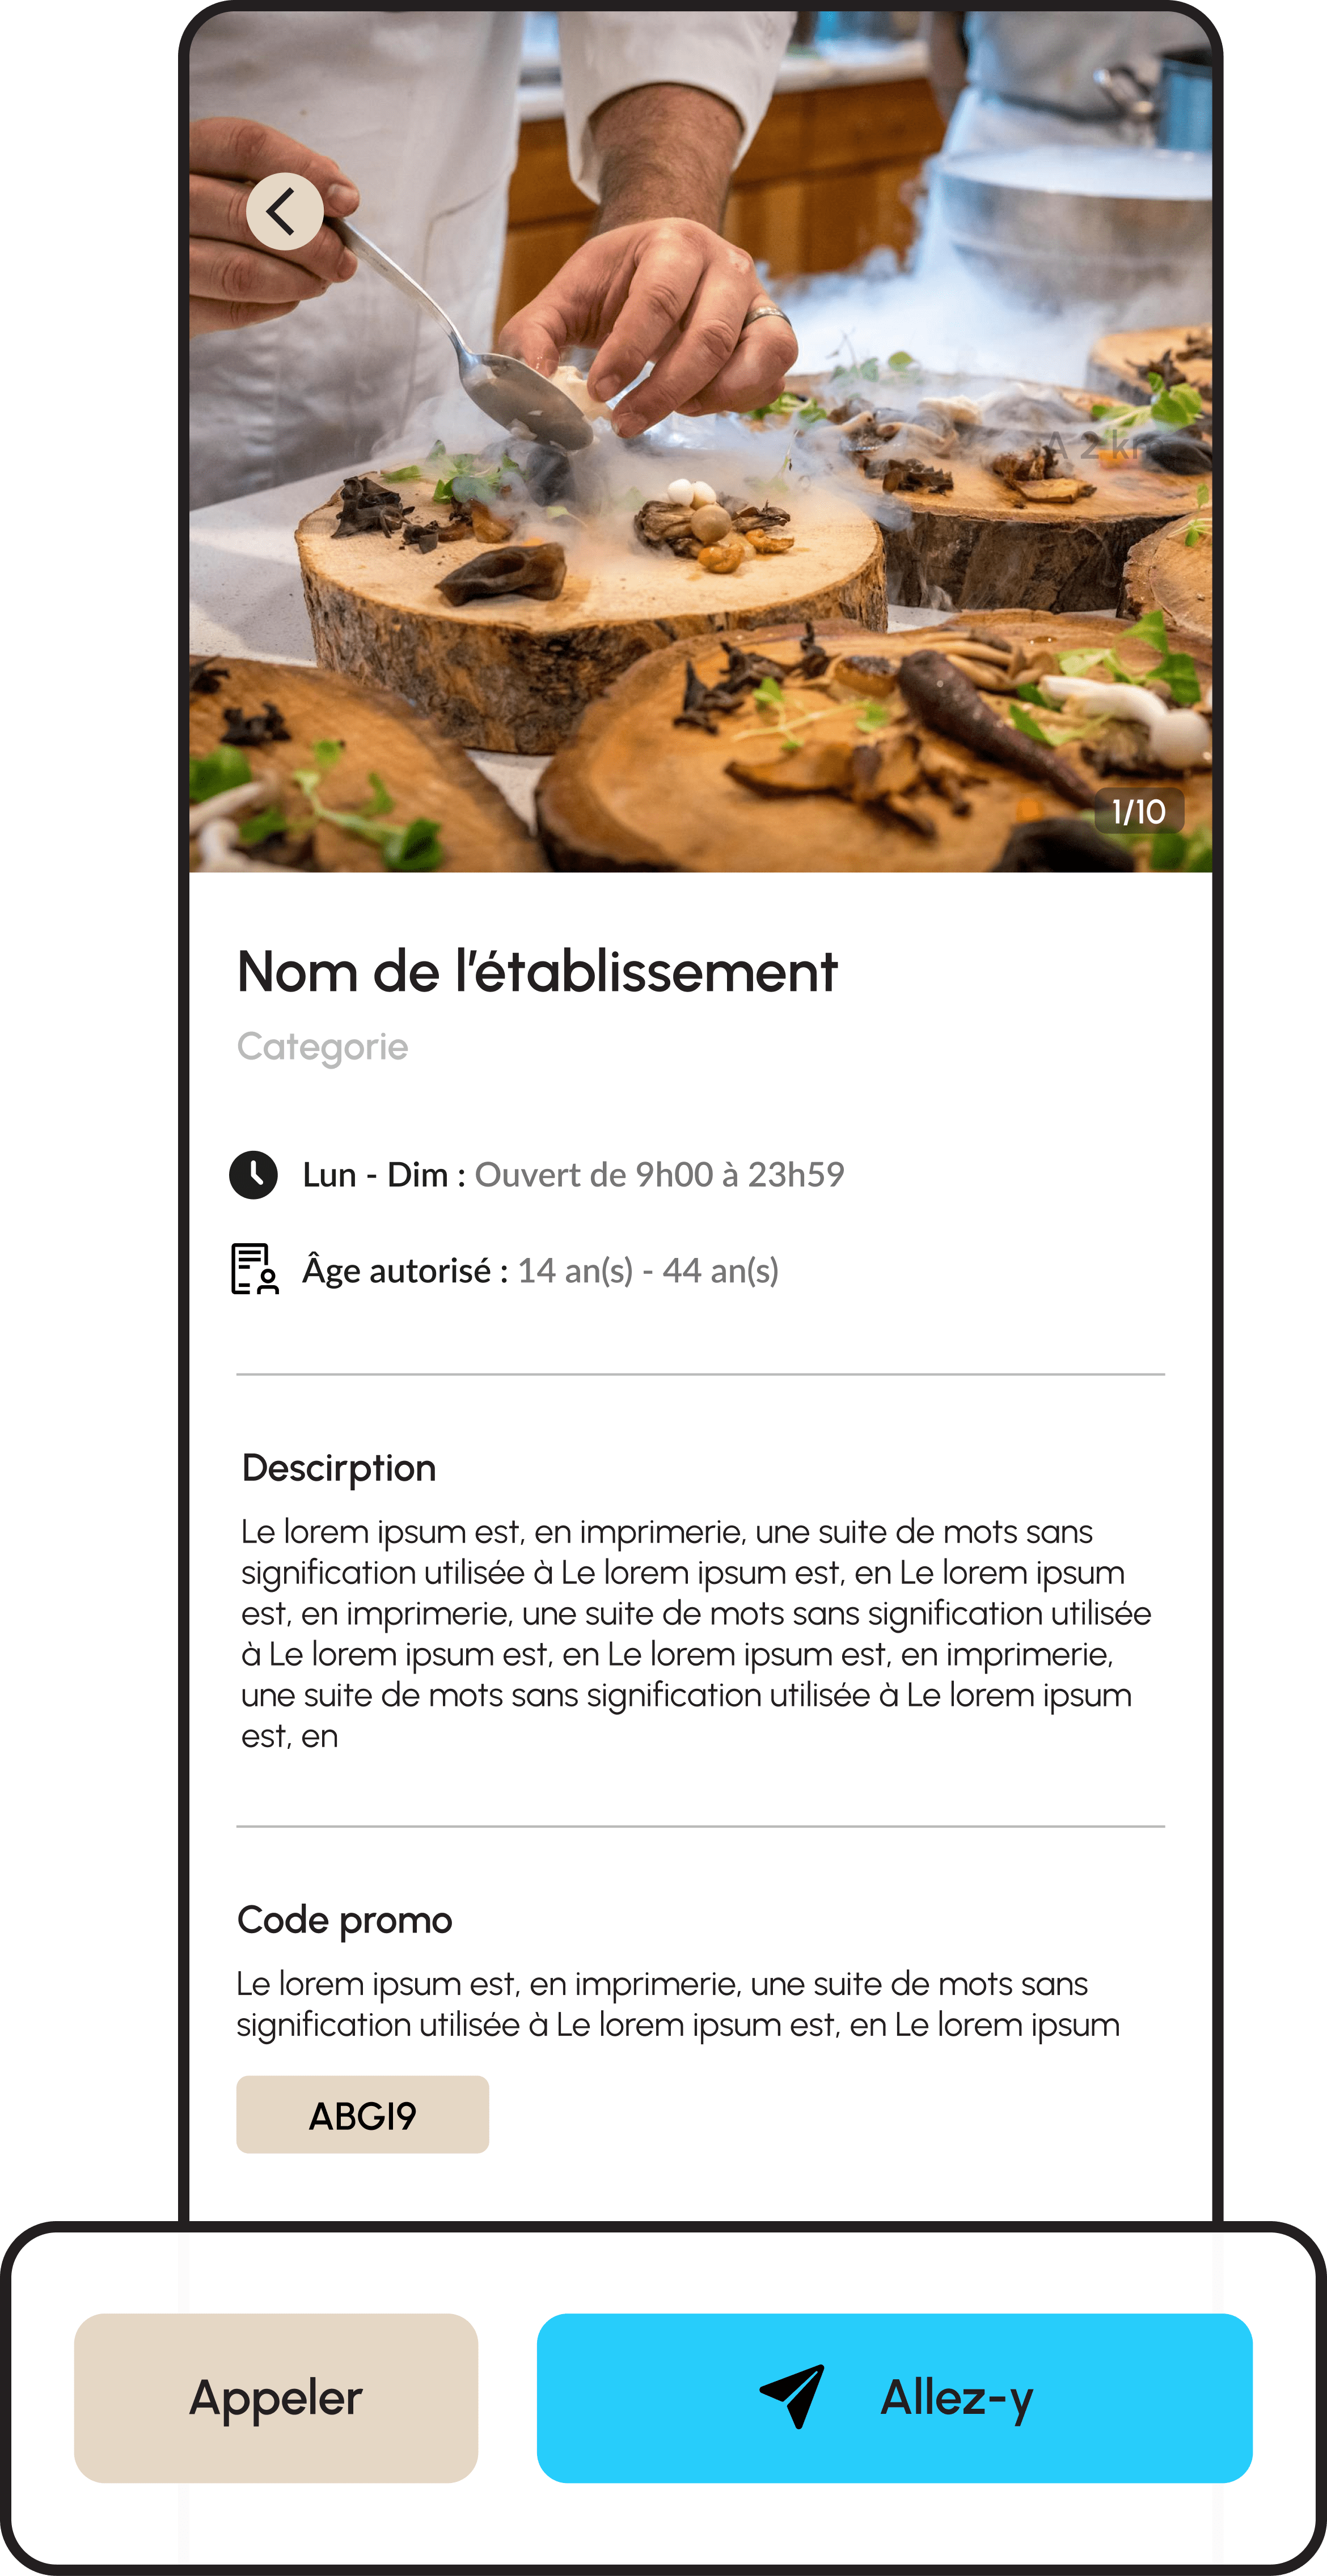 A 2 km
1/10
Nom de l'établissement
Categorie
Lun - Dim : Ouvert de 9h00 à 23h59
Âge autorisé : 14 an(s) - 44 an(s)
Descirption
Le lorem ipsum est, en imprimerie, une suite de mots sans
signification utilisée à Le lorem ipsum est, en Le lorem ipsum
est, en imprimerie, une suite de mots sans signification utilisée
à Le lorem ipsum est, en Le lorem ipsum est, en imprimerie,
une suite de mots sans signification utilisée à Le lorem ipsum
est, en
Code promo
Le lorem ipsum est, en imprimerie, une suite de mots sans
signification utilisée à Le lorem ipsum est, en Le lorem ipsum
ABG19
Appeler
Allez-y